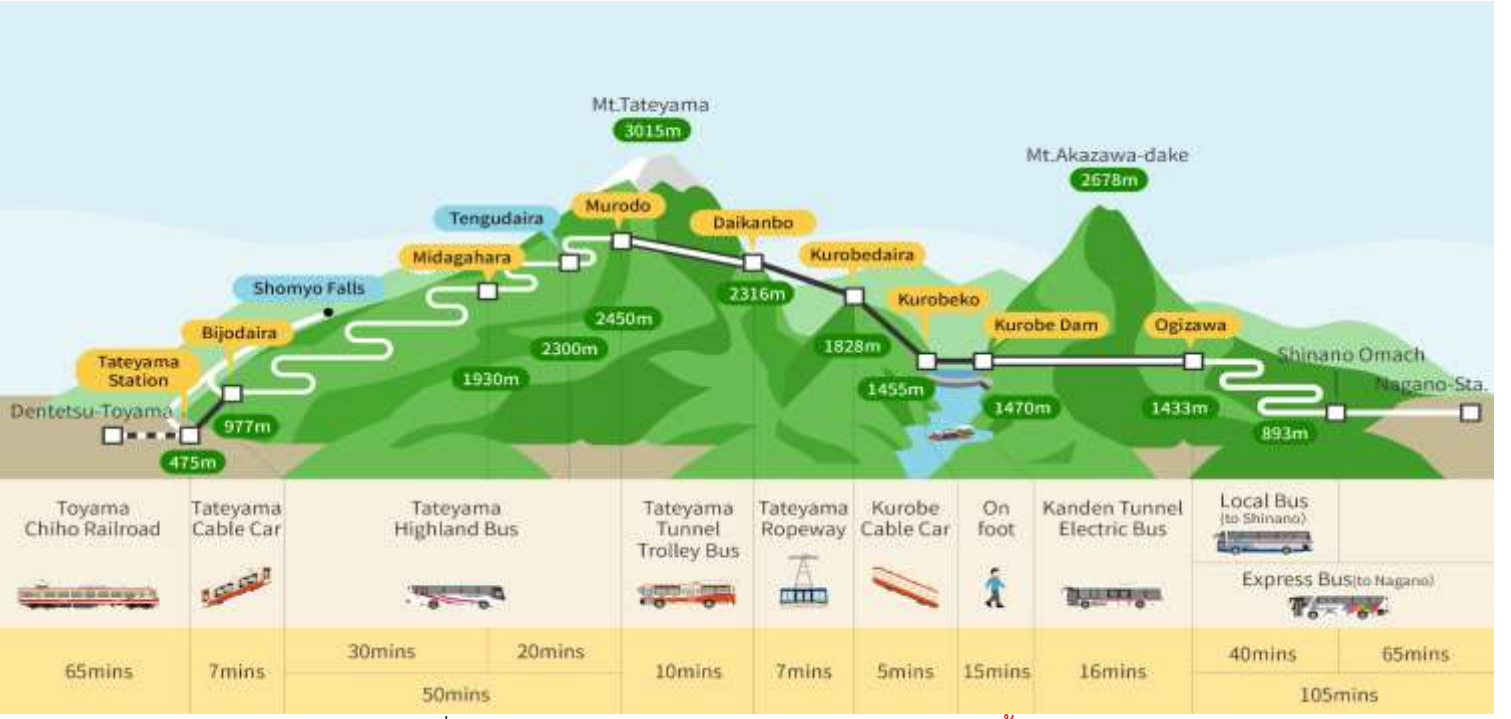 Mt.Tateyama
3015m
Mt.Akazawa-dake
2678m
Murodo
Tengudaira
Daikanbo
Midagahara
Kurobedaira
Shomyo Falls
Kurobeko
Bijodaira
Kurobe Dam
Ogizawa
Tateyama
Station
Shinano Omach
Nagano-Sta.
Dentetsu-Toyama
2316m
2450m
2300m
1828m
1930m
1455m
1470m
1433m
977m
893m
475m
Toyama
Chiho Railroad
Tateyama
Cable Car
Tateyama
Highland Bus
Tateyama
Tunnel
Trolley Bus
Tateyama
Ropeway
Kurobe
Cable Car
On
foot
Kanden Tunnel
Electric Bus
Local Bus
(to Shinano)
Express Bus(to Nagano)
65mins
7mins
30mins
20mins
50mins
10mins
7mins
5mins
15mins
16mins
40mins
65mins
105mins